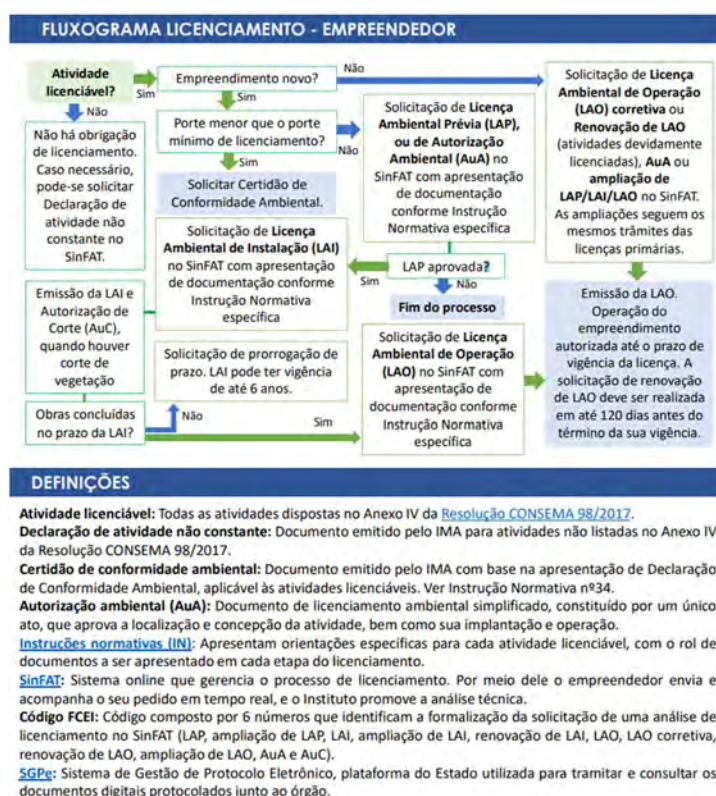 FLUXOGRAMA LICENCIAMENTO - EMPREENDEDOR
Atividade
licenciável?
Sim
Não
Empreendimento novo?
Não
Sim
Porte menor que o porte
mínimo de licenciamento?
Não
Sim
Solicitar Certidão de
Conformidade Ambiental.
Não há obrigação
de licenciamento.
Caso necessário,
pode-se solicitar
Declaração de
atividade não
constante no
SinFAT.
Solicitação de Licença
Ambiental Prévia (LAP),
ou de Autorização
Ambiental (AuA) no
SinFAT com apresentação
de documentação
conforme Instrução
Normativa específica
Solicitação de Licença
Ambiental de Operação
(LAO) corretiva ou
Renovação de LAO
(atividades devidamente
licenciadas), AuA ou
ampliação de
LAP/LAI/LAO no SinFAT.
As ampliações seguem os
mesmos trâmites das
licenças primárias.
Solicitação de Licença
Ambiental de Instalação (LAI)
no SinFAT com apresentação
de documentação conforme
Instrução Normativa
específica
Sim
LAP aprovada?
Não
Fim do processo
Emissão da LAI e
Autorização de
Corte (AuC),
quando houver
corte de
vegetação
Solicitação de prorrogação de
prazo. LAI pode ter vigência
de até 6 anos.
Obras concluídas
no prazo da LAI?
Não
Sim
Solicitação de Licença
Ambiental de Operação
(LAO) no SinFAT com
apresentação de
documentação conforme
Instrução Normativa
específica
Emissão da LAO.
Operação do
empreendimento
autorizada até o prazo de
vigência da licença. A
solicitação de renovação
de LAO deve ser realizada
em até 120 dias antes do
término da sua vigência.
DEFINIÇÕES
Atividade licenciável: Todas as atividades dispostas no Anexo IV da Resolução CONSEMA 98/2017.
Declaração de atividade não constante: Documento emitido pelo IMA para atividades não listadas no Anexo IV
da Resolução CONSEMA 98/2017.
Certidão de conformidade ambiental: Documento emitido pelo IMA com base na apresentação de Declaração
de Conformidade Ambiental, aplicável às atividades licenciáveis. Ver Instrução Normativa nº34.
Autorização ambiental (AuA): Documento de licenciamento ambiental simplificado, constituído por um único
ato, que aprova a localização e concepção da atividade, bem como sua implantação e operação.
Instruções normativas (IN): Apresentam orientações específicas para cada atividade licenciável, com o rol de
documentos a ser apresentado em cada etapa do licenciamento.
SinFAT: Sistema online que gerencia o processo de licenciamento. Por meio dele o empreendedor envia e
acompanha o seu pedido em tempo real, e o Instituto promove a análise técnica.
Código FCEI: Código composto por 6 números que identificam a formalização da solicitação de uma análise de
licenciamento no SinFAT (LAP, ampliação de LAP, LAI, ampliação de LAI, renovação de LAI, LAO, LAO corretiva,
renovação de LAO, ampliação de LAO, AuA e AuC).
SGPe: Sistema de Gestão de Protocolo Eletrônico, plataforma do Estado utilizada para tramitar e consultar os
documentos digitais protocolados junto ao órgão.